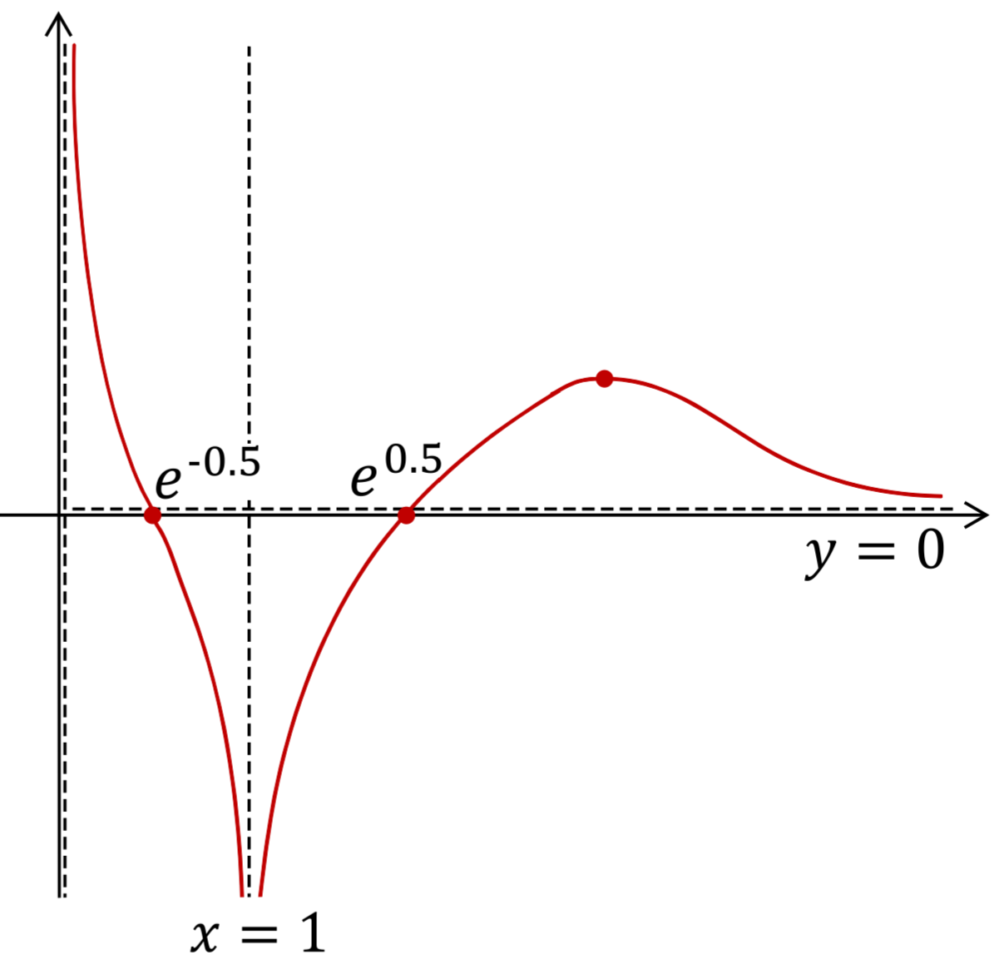 e^{-0.5}
e^{0.5}
y = 0
x = 1